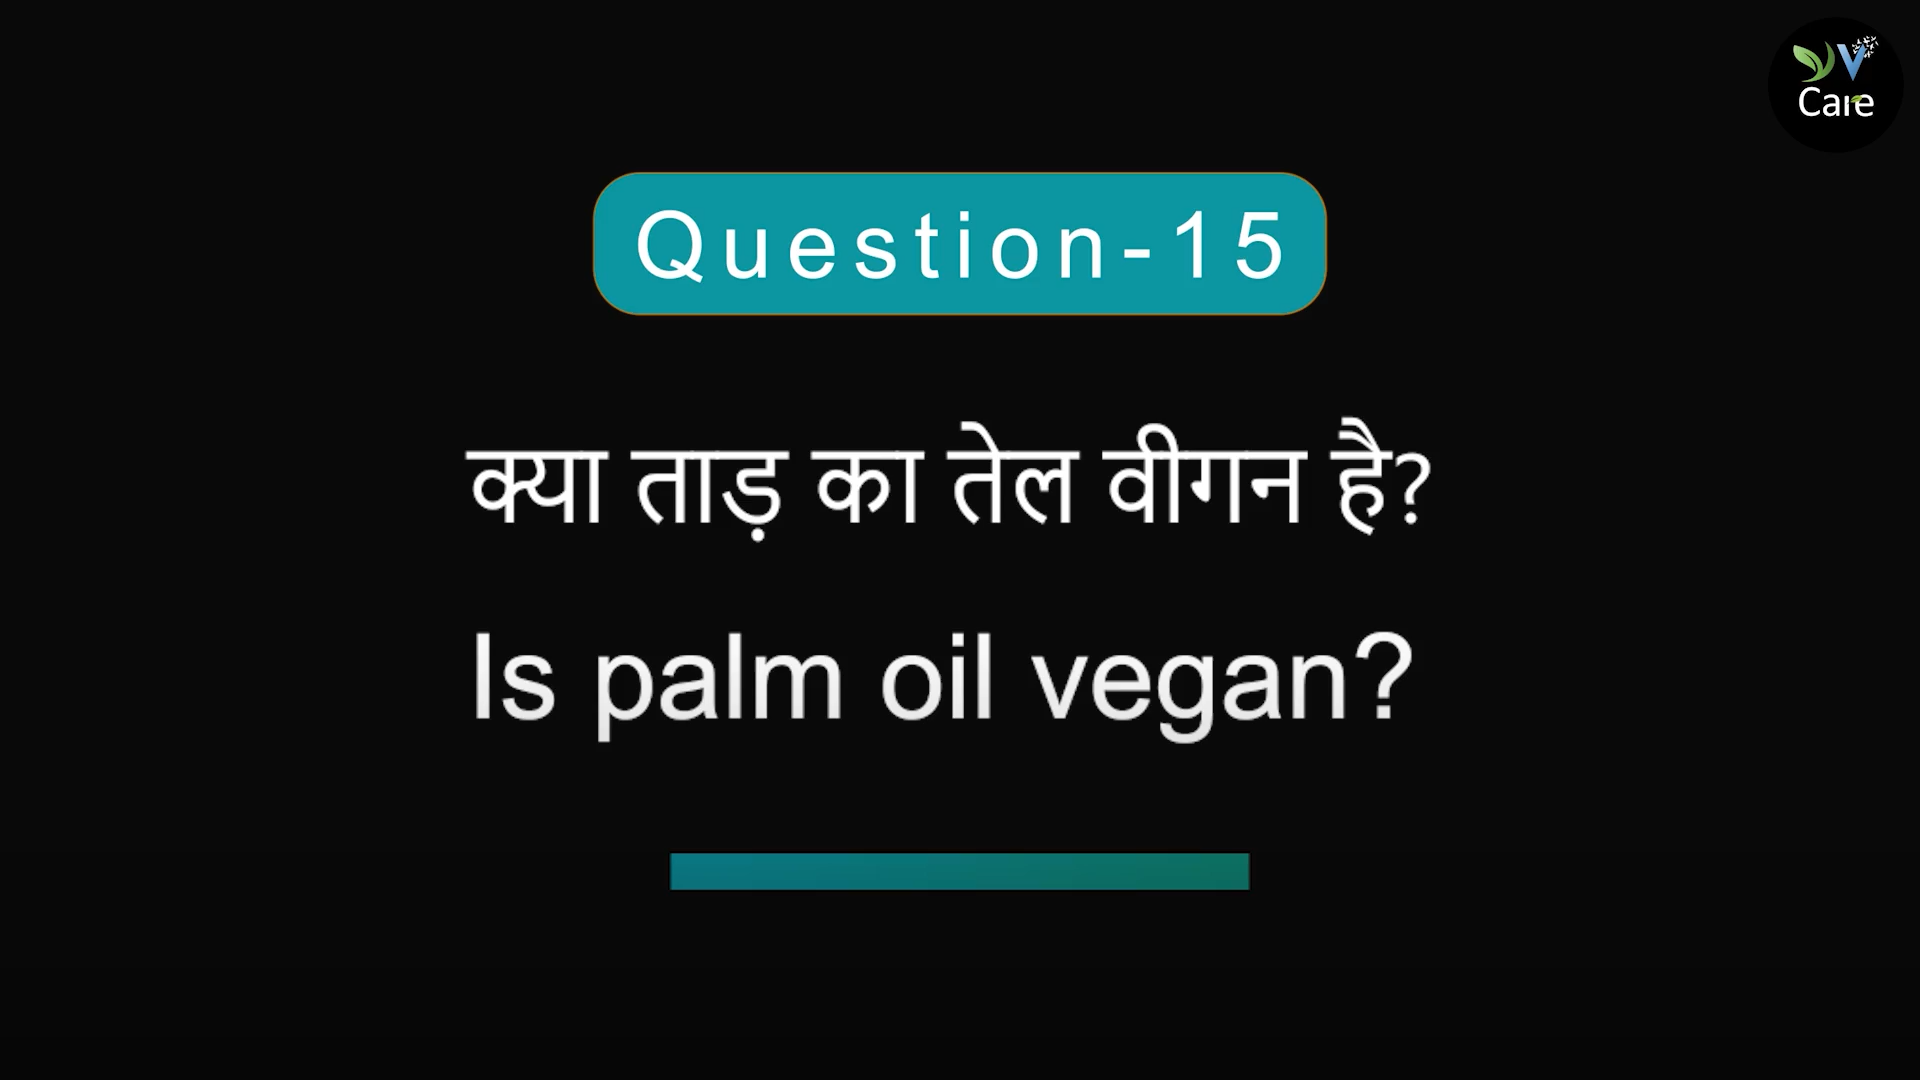 V
Care
Question-15
क्या ताड़ का तेल वीगन है?
Is palm oil vegan?